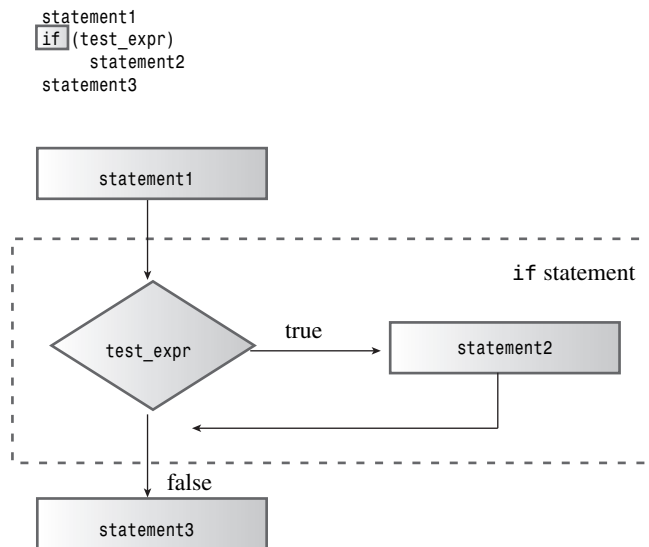 statement1
if (test_expr)
statement2
statement3
statement1
if statement
test_expr
true
statement2
false
statement3